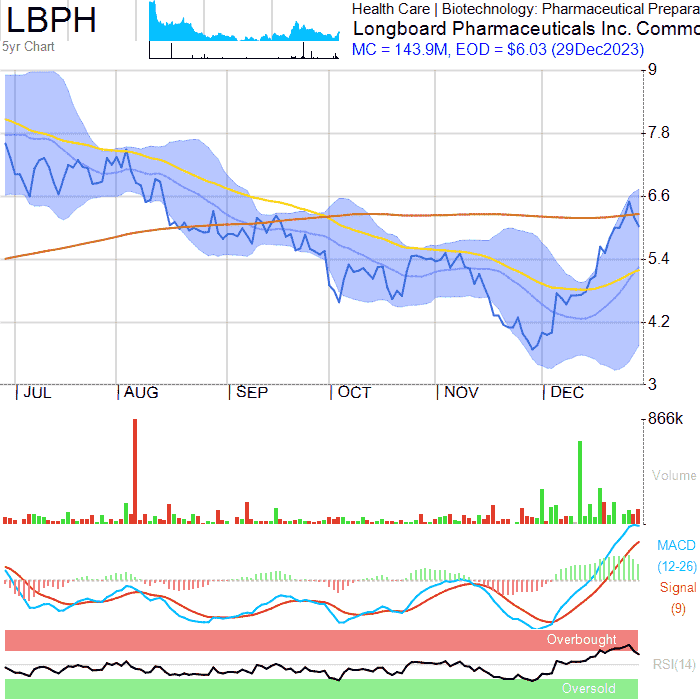 LBPH
5yr Chart
Health Care | Biotechnology: Pharmaceutical Prepara
Longboard Pharmaceuticals Inc. Commo
MC = 143.9M, EOD = $6.03 (29Dec2023)
9
7.8
6.6
5.4
4.2
3
JUL AUG SEP OCT NOV DEC
866k
Volume
MACD
(12-26)
Signal
(9)
Overbought
RSI(14)
Oversold